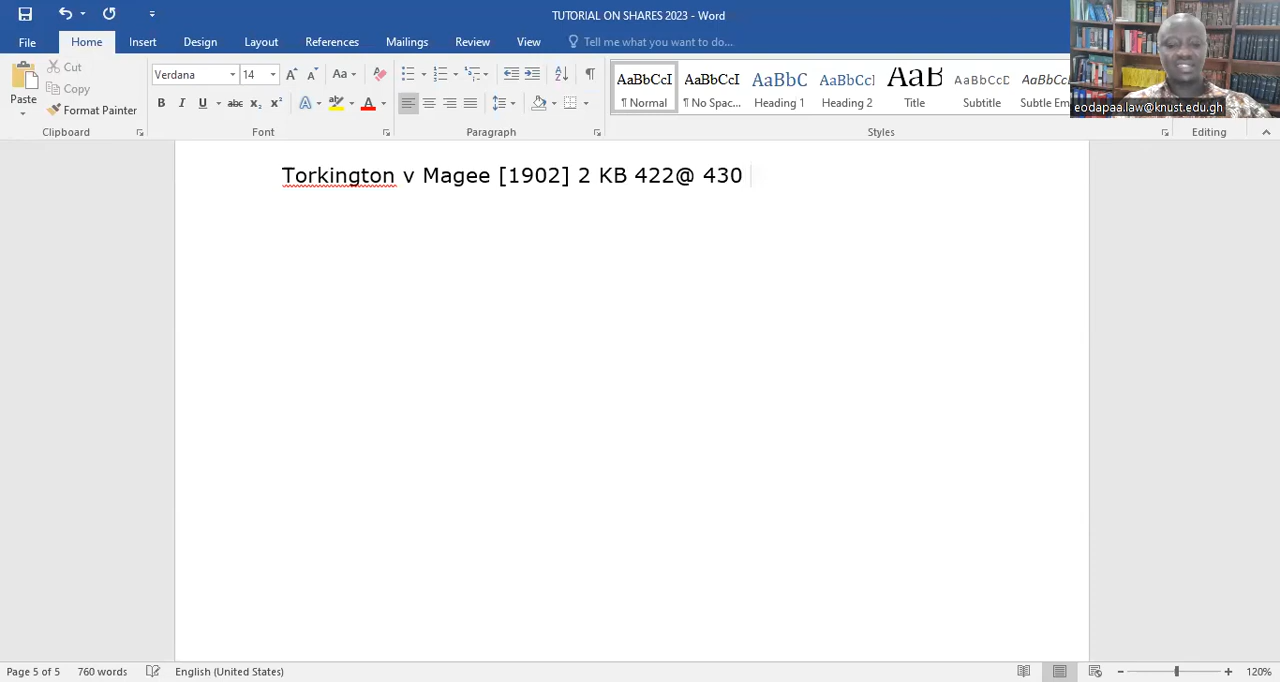 TUTORIAL ON SHARES 2023 - Word
File Home Insert Design Layout References Mailings Review View Tell me what you want to do...
Paste
Cut
Copy
Format Painter
Clipboard
Verdana 14
Font
Paragraph
AaBbCcI AaBbCcI AaBbC AaBbCcI AaB AaBbCcD AaBbCcI
¶ Normal ¶ No Spac... Heading 1 Heading 2 Title Subtitle Subtle Em
Styles
Editing
eodapaa.law@knust.edu.gh
Torkington v Magee [1902] 2 KB 422@ 430
Page 5 of 5 760 words English (United States) 120%